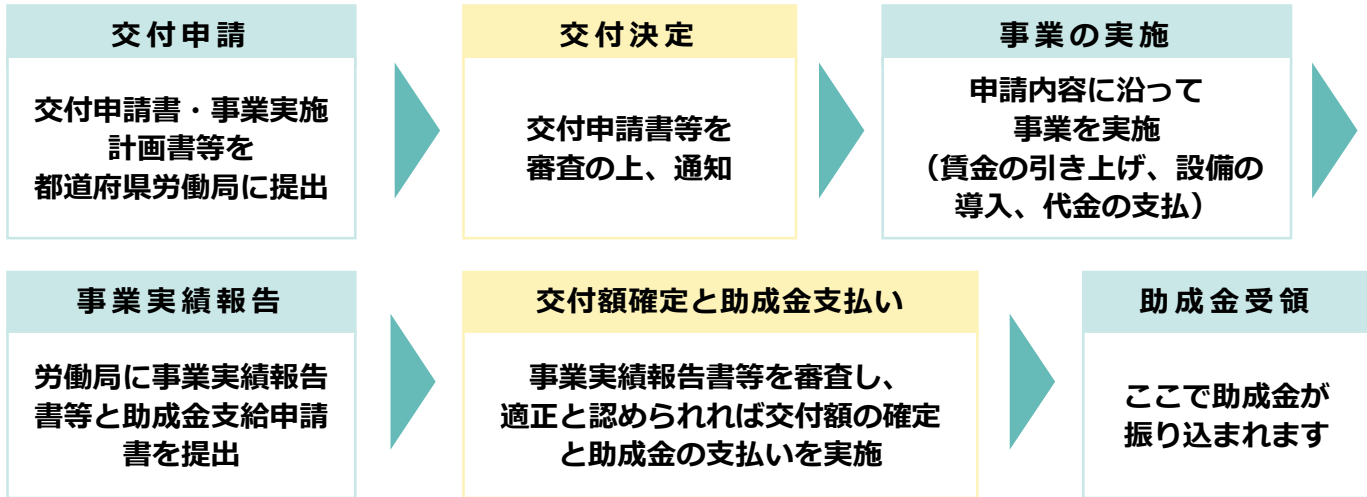 交付申請
交付申請書・事業実施
計画書等を
都道府県労働局に提出
交付決定
交付申請書等を
審査の上、通知
事業の実施
申請内容に沿って
事業を実施
（賃金の引き上げ、設備の
導入、代金の支払）
事業実績報告
労働局に事業実績報告
書等と助成金支給申請
書を提出
交付額確定と助成金支払い
事業実績報告書等を審査し、
適正と認められれば交付額の確定
と助成金の支払いを実施
助成金受領
ここで助成金が
振り込まれます